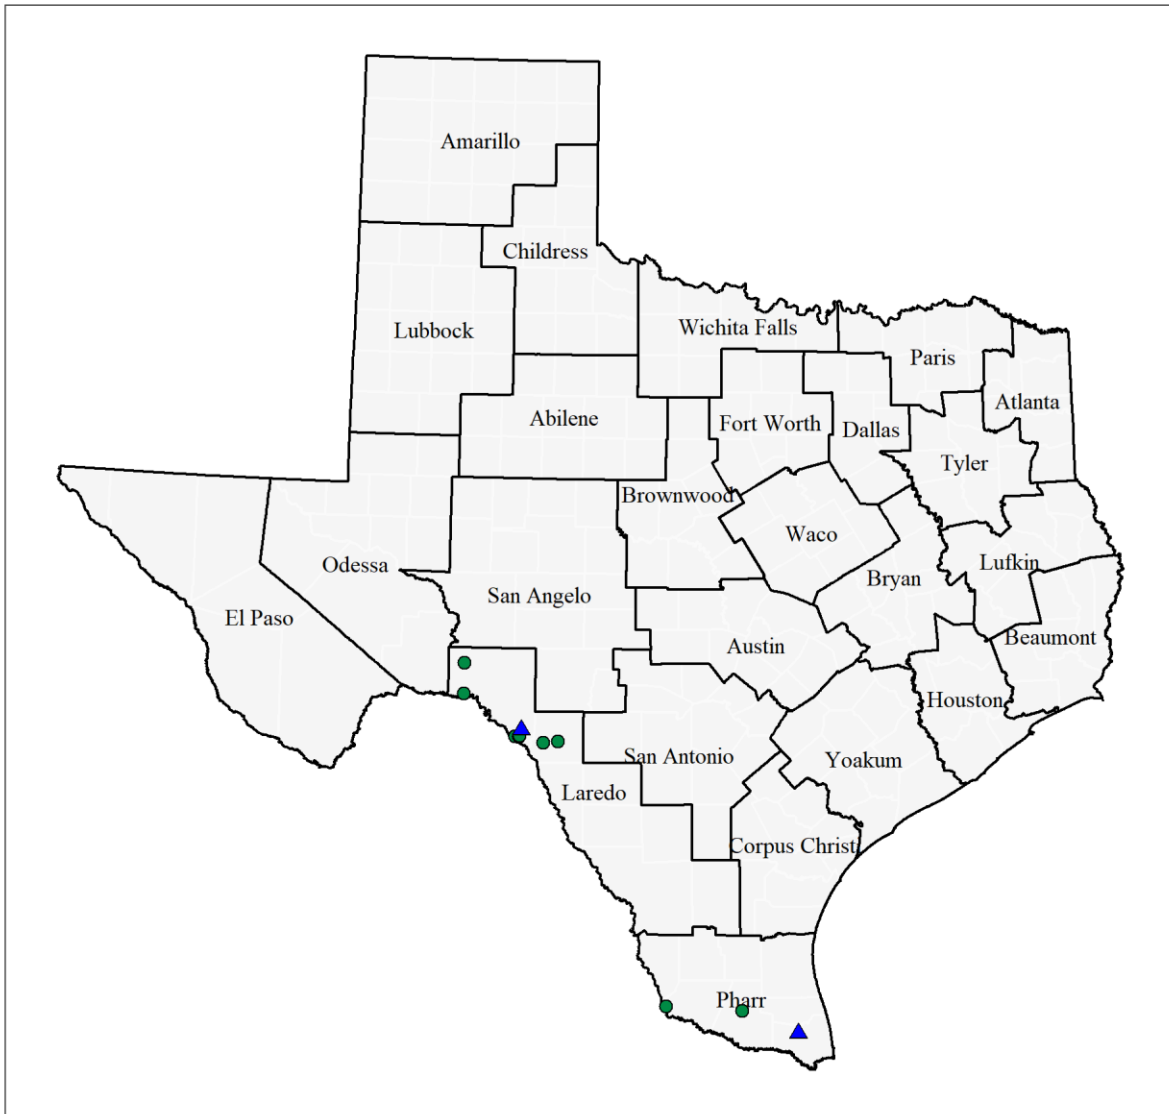 Amarillo
Childress
Lubbock
Wichita Falls
Paris
Atlanta
Abilene
Fort Worth
Dallas
Tyler
Brownwood
Waco
Odessa
Bryan
Lufkin
San Angelo
El Paso
Austin
Beaumont
Houston
San Antonio
Yoakum
Laredo
Corpus Christ
Pharr